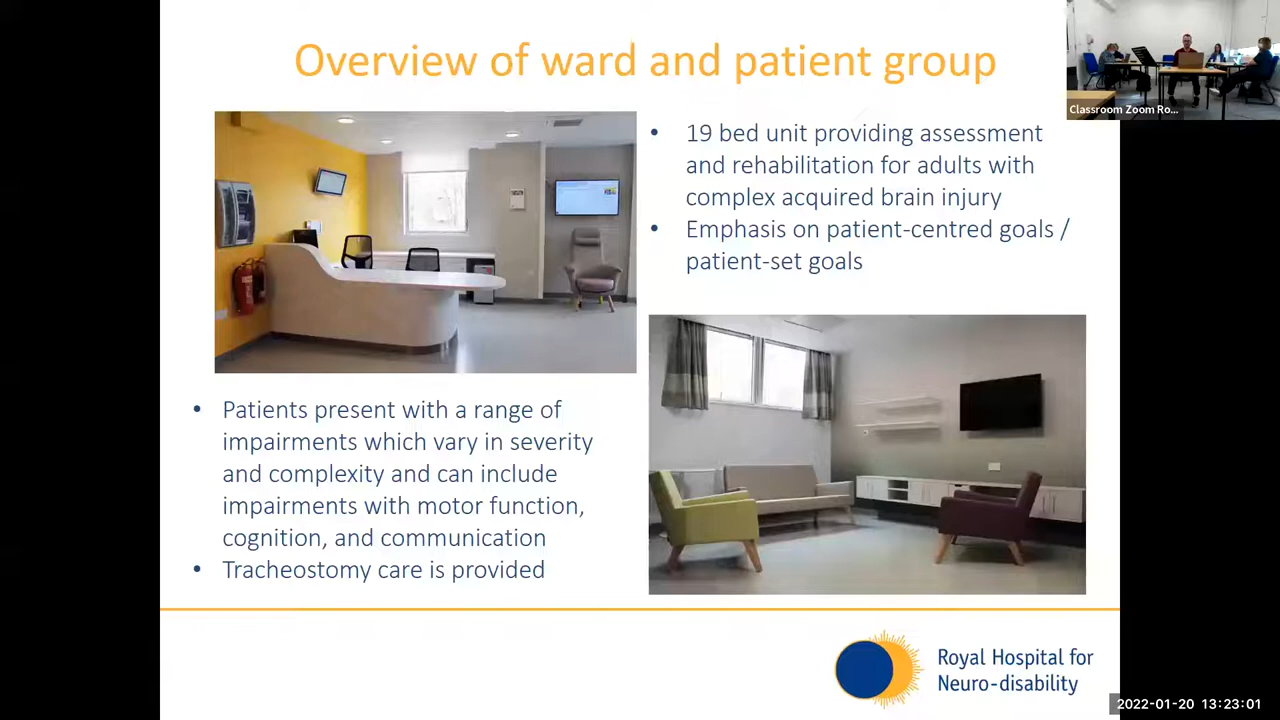 Overview of ward and patient group
Classroom Zoom Ro...
• 19 bed unit providing assessment
and rehabilitation for adults with
complex acquired brain injury
• Emphasis on patient-centred goals /
patient-set goals
• Patients present with a range of
impairments which vary in severity
and complexity and can include
impairments with motor function,
cognition, and communication
• Tracheostomy care is provided
Royal Hospital for
Neuro-disability
2022-01-20 13:23:01